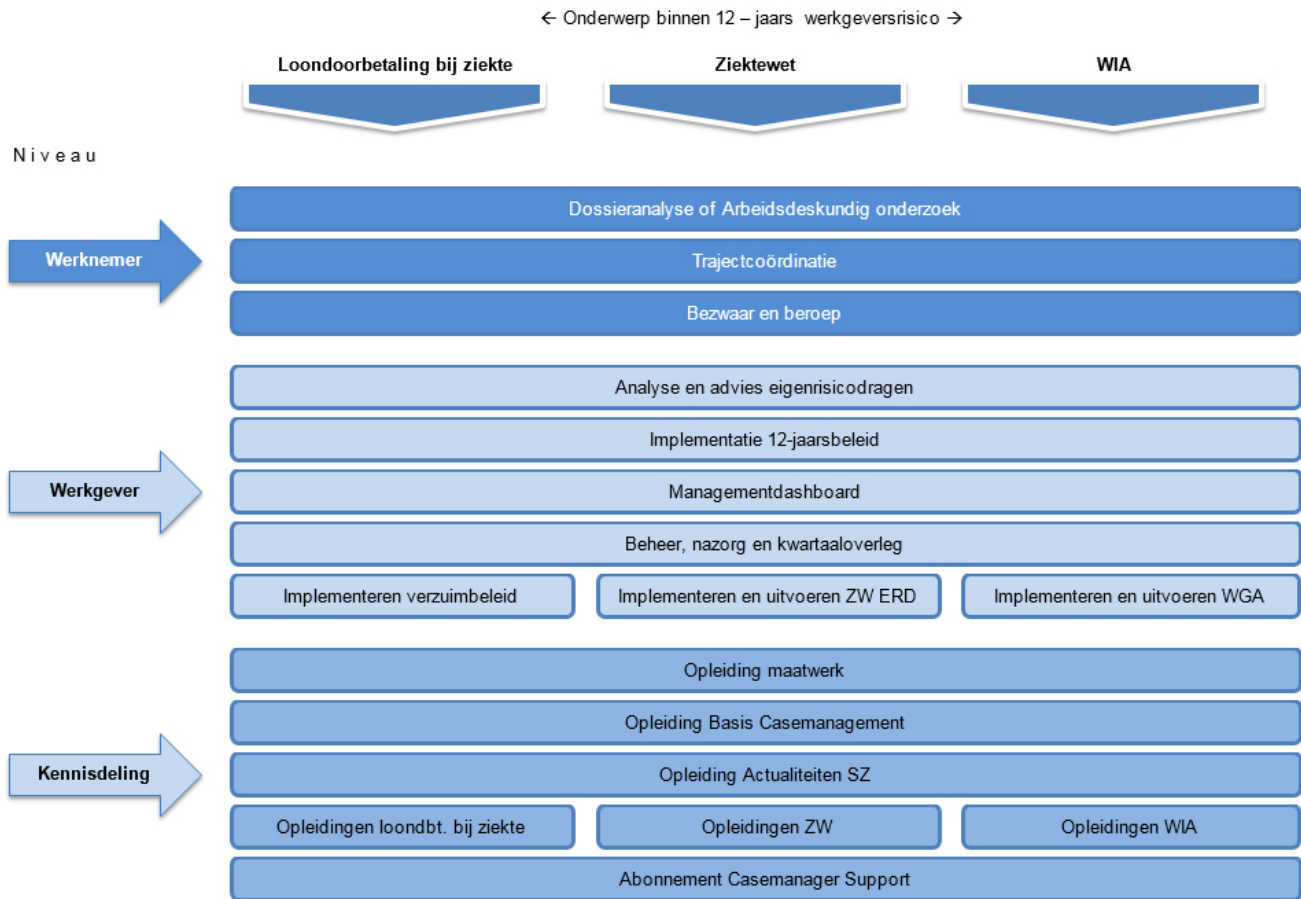 ← Onderwerp binnen 12 – jaars werkgeversrisico →
Loondoorbetaling bij ziekte
Ziektewet
WIA
Niveau
Werknemer
Dossieranalyse of Arbeidsdeskundig onderzoek
Trajectcoördinatie
Bezwaar en beroep
Werkgever
Analyse en advies eigenrisicodragen
Implementatie 12-jaarsbeleid
Managementdashboard
Beheer, nazorg en kwartaaloverleg
Implementeren verzuimbeleid
Implementeren en uitvoeren ZW ERD
Implementeren en uitvoeren WGA
Kennisdeling
Opleiding maatwerk
Opleiding Basis Casemanagement
Opleiding Actualiteiten SZ
Opleidingen loondbt. bij ziekte
Opleidingen ZW
Opleidingen WIA
Abonnement Casemanager Support